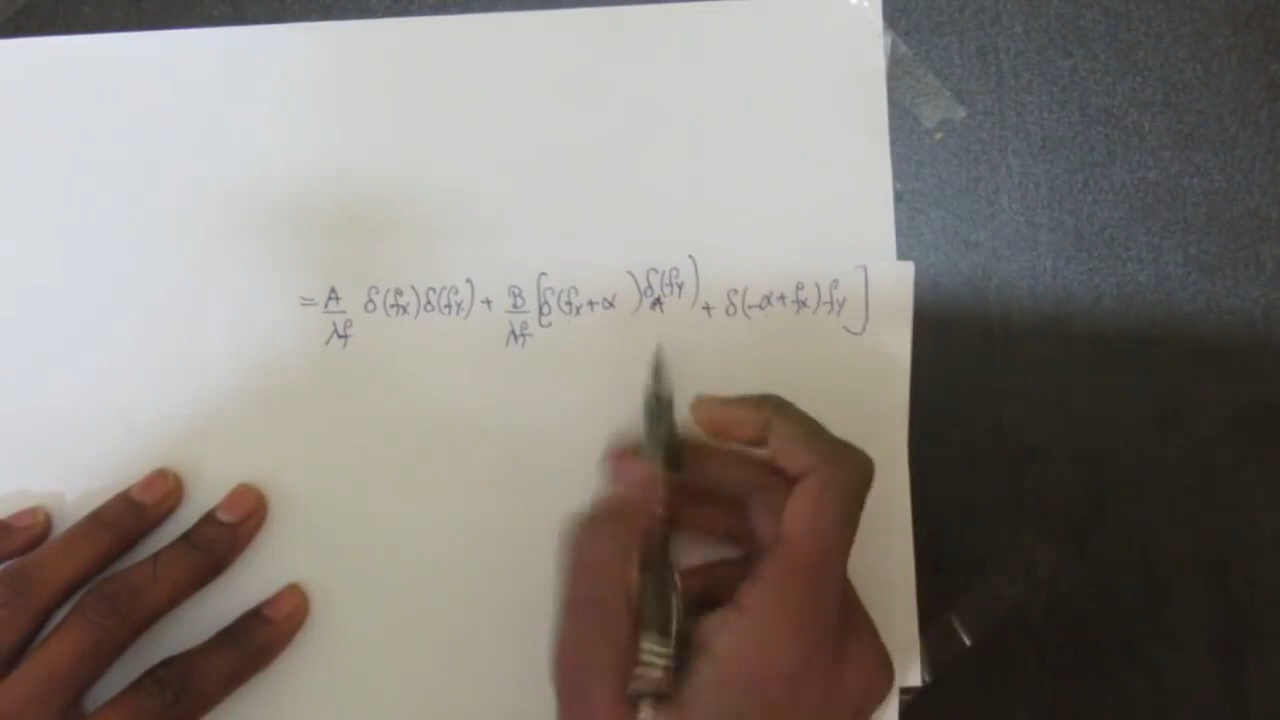 = A/λf δ(fx)δ(fy) + B/λf [δ(fx+α )δ(fy) + δ(-α+fx)fy]